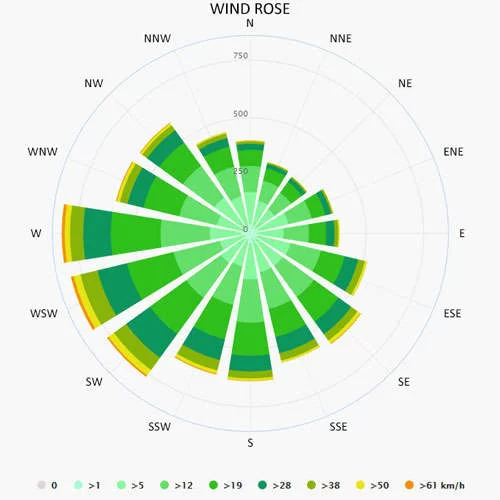 WIND ROSE
N
NNW
NNE
750
NW
NE
500
WNW
ENE
250
W
0
E
WSW
ESE
SW
SE
SSW
SSE
S
0 >1 >5 >12 >19 >28 >38 >50 >61 km/h